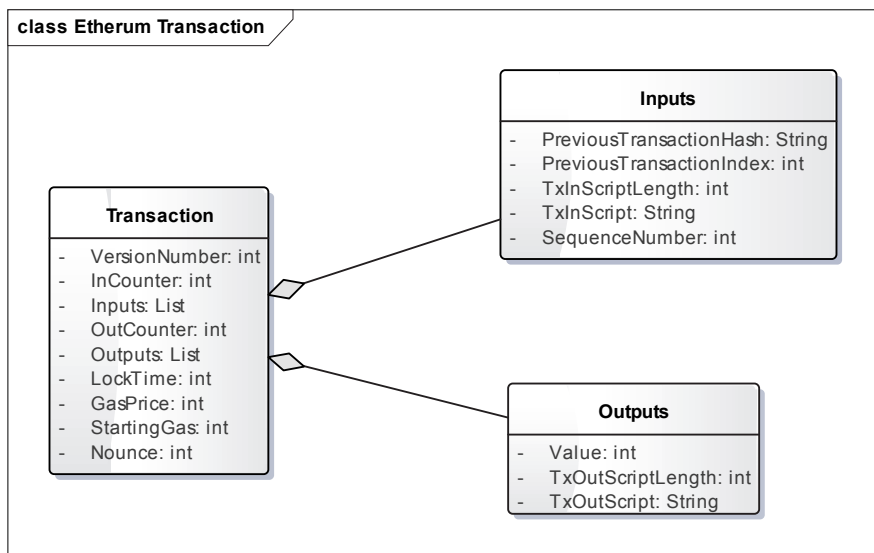 class Etherum Transaction
Inputs
- PreviousTransactionHash: String
- PreviousTransactionIndex: int
- TxInScriptLength: int
- TxInScript: String
- SequenceNumber: int
Transaction
- VersionNumber: int
- InCounter: int
- Inputs: List
- OutCounter: int
- Outputs: List
- LockTime: int
- GasPrice: int
- StartingGas: int
- Nounce: int
Outputs
- Value: int
- TxOutScriptLength: int
- TxOutScript: String